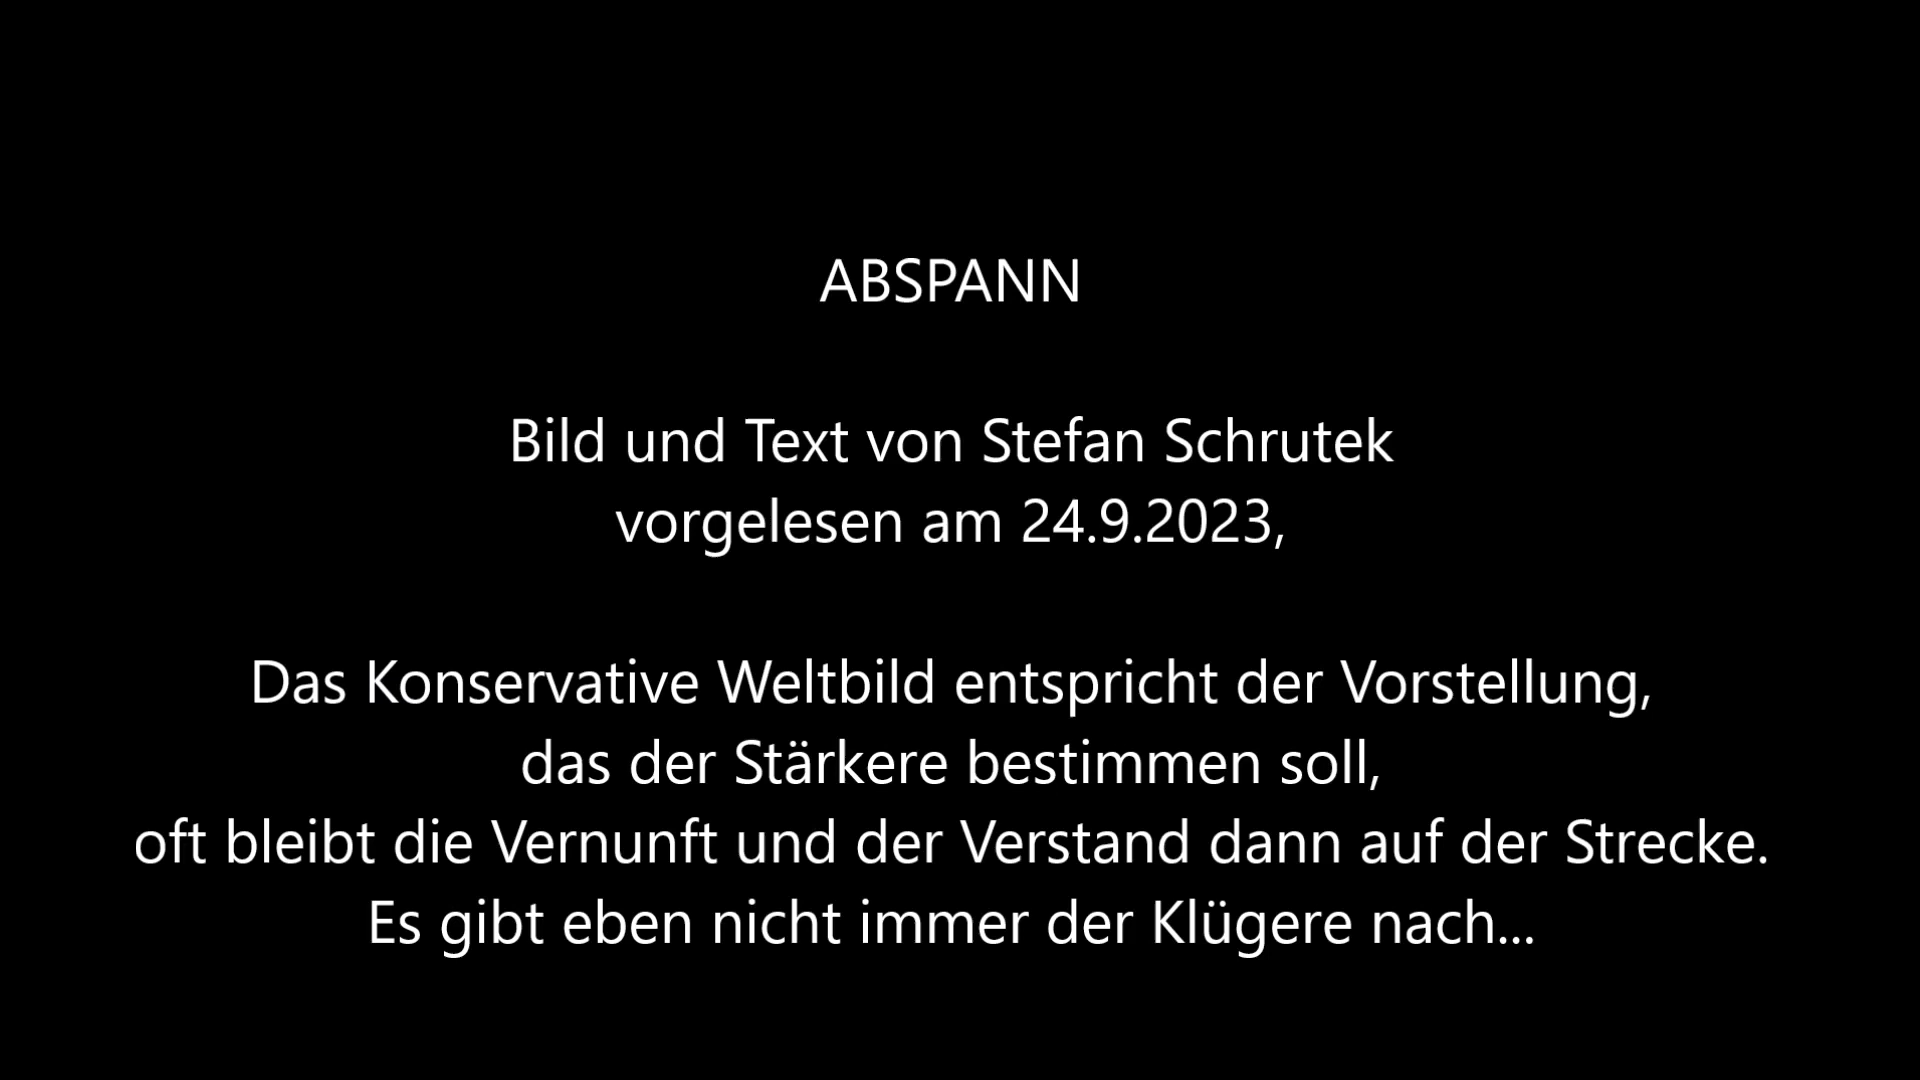 ABSPANN
Bild und Text von Stefan Schrutek
vorgelesen am 24.9.2023,
Das Konservative Weltbild entspricht der Vorstellung,
das der Stärkere bestimmen soll,
oft bleibt die Vernunft und der Verstand dann auf der Strecke.
Es gibt eben nicht immer der Klügere nach...